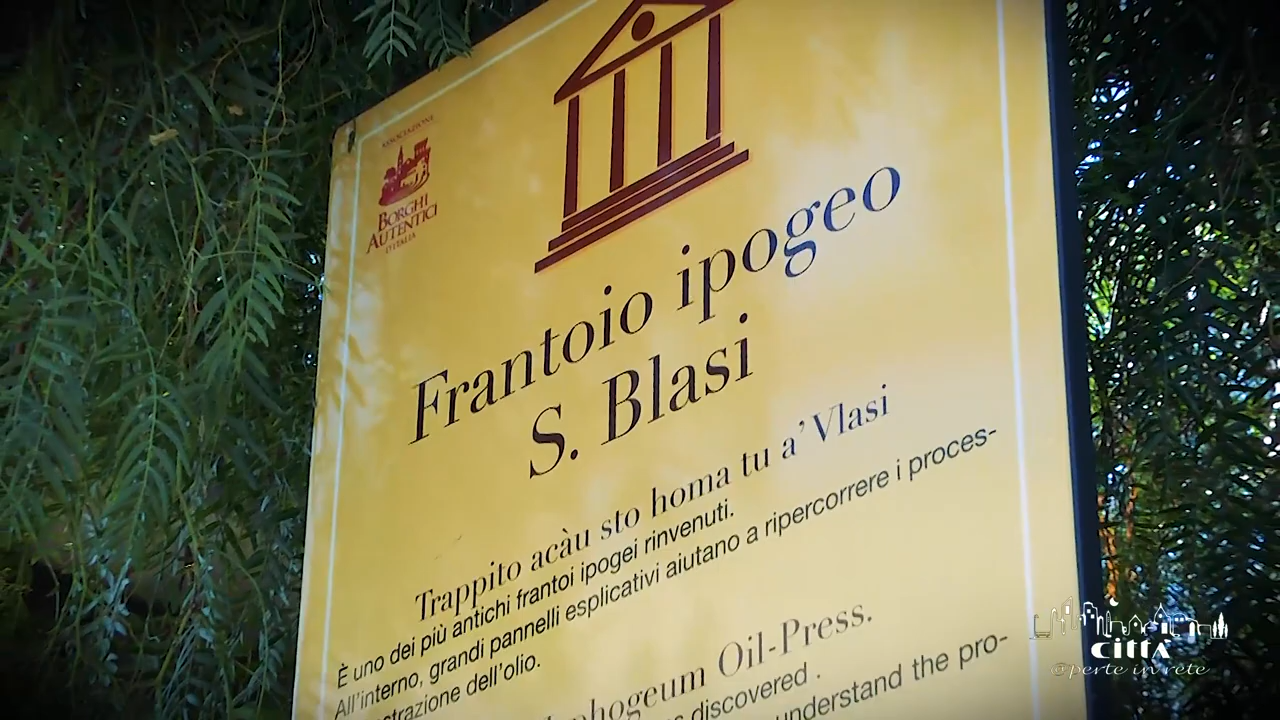 ASSOCIAZIONE
BORGHI
AUTENTICI
D'ITALIA
Frantoio ipogeo
S. Blasi
Trappito acàu sto homa tu a' Vlasi
È uno dei più antichi frantoi ipogei rinvenuti.
All'interno, grandi pannelli esplicativi aiutano a ripercorrere i proces-
dell'olio.
Oil-Press.
discovered .
understand the pro-
CITTÀ
@perte in rete